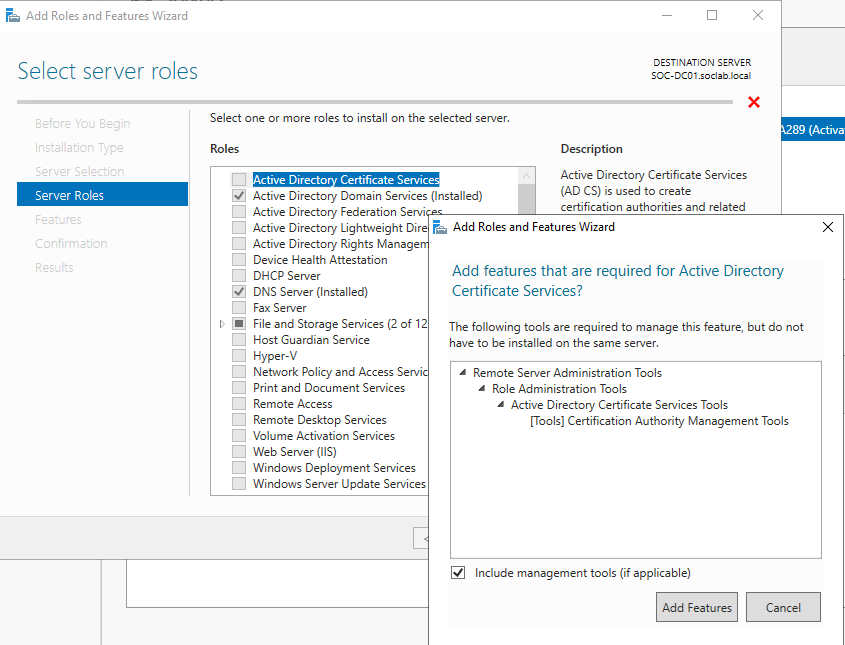 Add Roles and Features Wizard
Select server roles
DESTINATION SERVER
SOC-DC01.soclab.local
Before You Begin
Installation Type
Server Selection
Server Roles
Features
Confirmation
Results
Select one or more roles to install on the selected server.
Roles
Active Directory Certificate Services
Active Directory Domain Services (Installed)
Active Directory Federation Services
Active Directory Lightweight Dire
Active Directory Rights Managem
Device Health Attestation
DHCP Server
DNS Server (Installed)
Fax Server
File and Storage Services (2 of 12
Host Guardian Service
Hyper-V
Network Policy and Access Servic
Print and Document Services
Remote Access
Remote Desktop Services
Volume Activation Services
Web Server (IIS)
Windows Deployment Services
Windows Server Update Services
Description
Active Directory Certificate Services
(AD CS) is used to create
certification authorities and related
<
A289 (Activa
Add Roles and Features Wizard
Add features that are required for Active Directory
Certificate Services?
The following tools are required to manage this feature, but do not
have to be installed on the same server.
Remote Server Administration Tools
Role Administration Tools
Active Directory Certificate Services Tools
[Tools] Certification Authority Management Tools
Include management tools (if applicable)
Add Features
Cancel